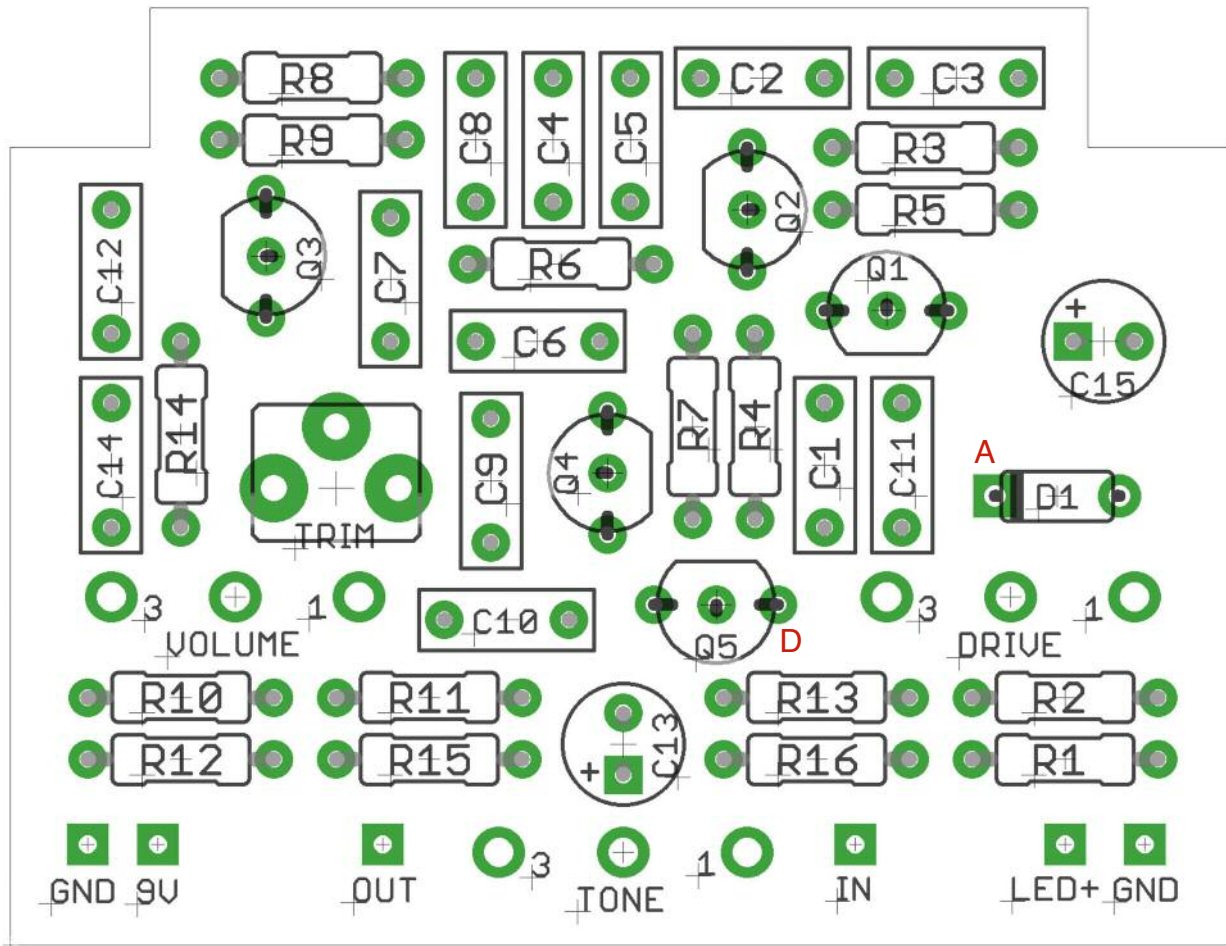 R8
C2
C3
R9
C8
C4
C5
R3
Q2
R5
C12
Q3
C7
R6
Q1
C6
+
C15
C14
R14
C9
Q4
R7
R4
C1
C11
A
D1
TRIM
3
1
C10
3
1
VOLUME
Q5
D
DRIVE
R10
R11
C13
R13
R2
R12
R15
+
R16
R1
3
1
GND
9V
OUT
TONE
IN
LED+
GND